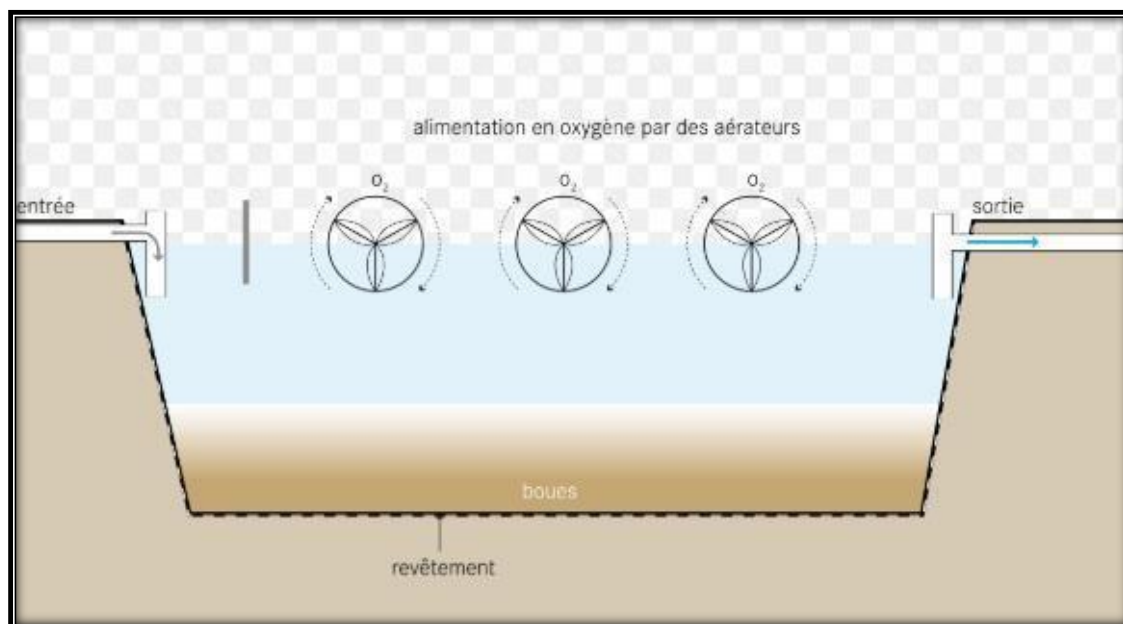 alimentation en oxygène par des aérateurs
O₂ O₂ O₂
entrée
sortie
boues
revêtement